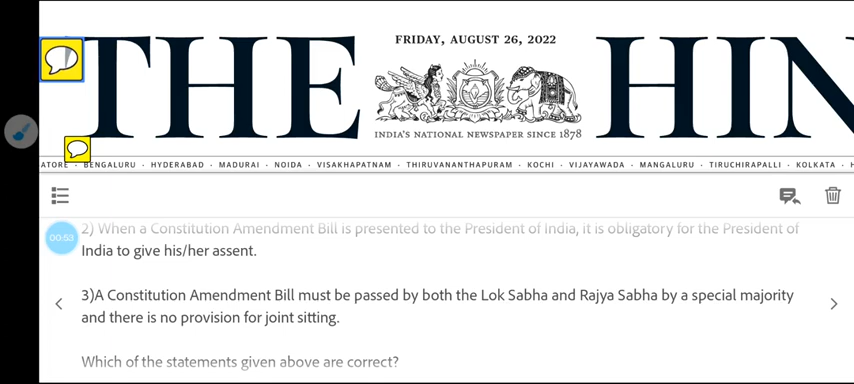 FRIDAY, AUGUST 26, 2022
THE HIN
INDIA'S NATIONAL NEWSPAPER SINCE 1878
ATORE · BENGALURU · HYDERABAD · MADURAI · NOIDA · VISAKHAPATNAM · THIRUVANANTHAPURAM · KOCHI · VIJAYAWADA · MANGALURU · TIRUCHIRAPALLI · KOLKATA · H
2) When a Constitution Amendment Bill is presented to the President of India, it is obligatory for the President of
00:53
India to give his/her assent.
3)A Constitution Amendment Bill must be passed by both the Lok Sabha and Rajya Sabha by a special majority
and there is no provision for joint sitting.
Which of the statements given above are correct?